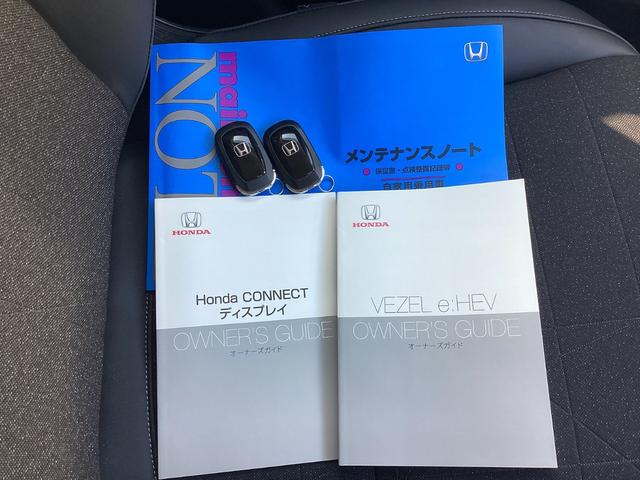 mai
NO
メンテナンスノート
保証書・点検整備記録簿
自家用乗用車
HONDA
Honda CONNECT
ディスプレイ
OWNER'S GUIDE
オーナーズガイド
HONDA
VEZEL e:HEV
OWNER'S GUIDE
オーナーズガイド